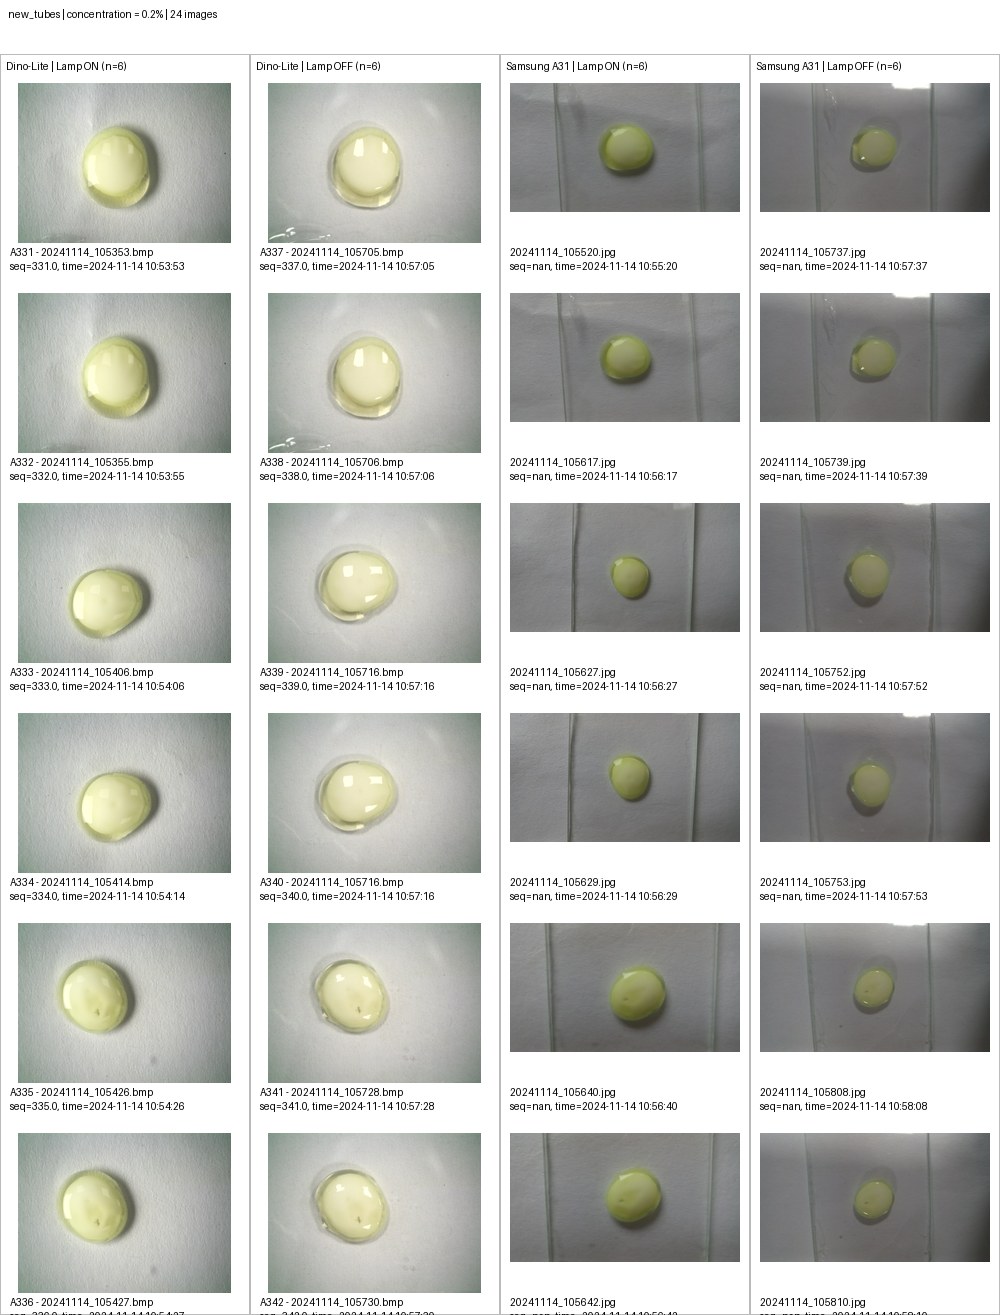 new_tubes | concentration = 0.2% | 24 images
Dino-Lite | Lamp ON (n=6)
Dino-Lite | Lamp OFF (n=6)
Samsung A31 | Lamp ON (n=6)
Samsung A31 | Lamp OFF (n=6)
A331 - 20241114_105353.bmp
seq=331.0, time=2024-11-14 10:53:53
A337 - 20241114_105705.bmp
seq=337.0, time=2024-11-14 10:57:05
20241114_105520.jpg
seq=nan, time=2024-11-14 10:55:20
20241114_105737.jpg
seq=nan, time=2024-11-14 10:57:37
A332 - 20241114_105355.bmp
seq=332.0, time=2024-11-14 10:53:55
A338 - 20241114_105706.bmp
seq=338.0, time=2024-11-14 10:57:06
20241114_105617.jpg
seq=nan, time=2024-11-14 10:56:17
20241114_105739.jpg
seq=nan, time=2024-11-14 10:57:39
A333 - 20241114_105406.bmp
seq=333.0, time=2024-11-14 10:54:06
A339 - 20241114_105716.bmp
seq=339.0, time=2024-11-14 10:57:16
20241114_105627.jpg
seq=nan, time=2024-11-14 10:56:27
20241114_105752.jpg
seq=nan, time=2024-11-14 10:57:52
A334 - 20241114_105414.bmp
seq=334.0, time=2024-11-14 10:54:14
A340 - 20241114_105716.bmp
seq=340.0, time=2024-11-14 10:57:16
20241114_105629.jpg
seq=nan, time=2024-11-14 10:56:29
20241114_105753.jpg
seq=nan, time=2024-11-14 10:57:53
A335 - 20241114_105426.bmp
seq=335.0, time=2024-11-14 10:54:26
A341 - 20241114_105728.bmp
seq=341.0, time=2024-11-14 10:57:28
20241114_105640.jpg
seq=nan, time=2024-11-14 10:56:40
20241114_105808.jpg
seq=nan, time=2024-11-14 10:58:08
A336 - 20241114_105427.bmp
A342 - 20241114_105730.bmp
20241114_105642.jpg
20241114_105810.jpg